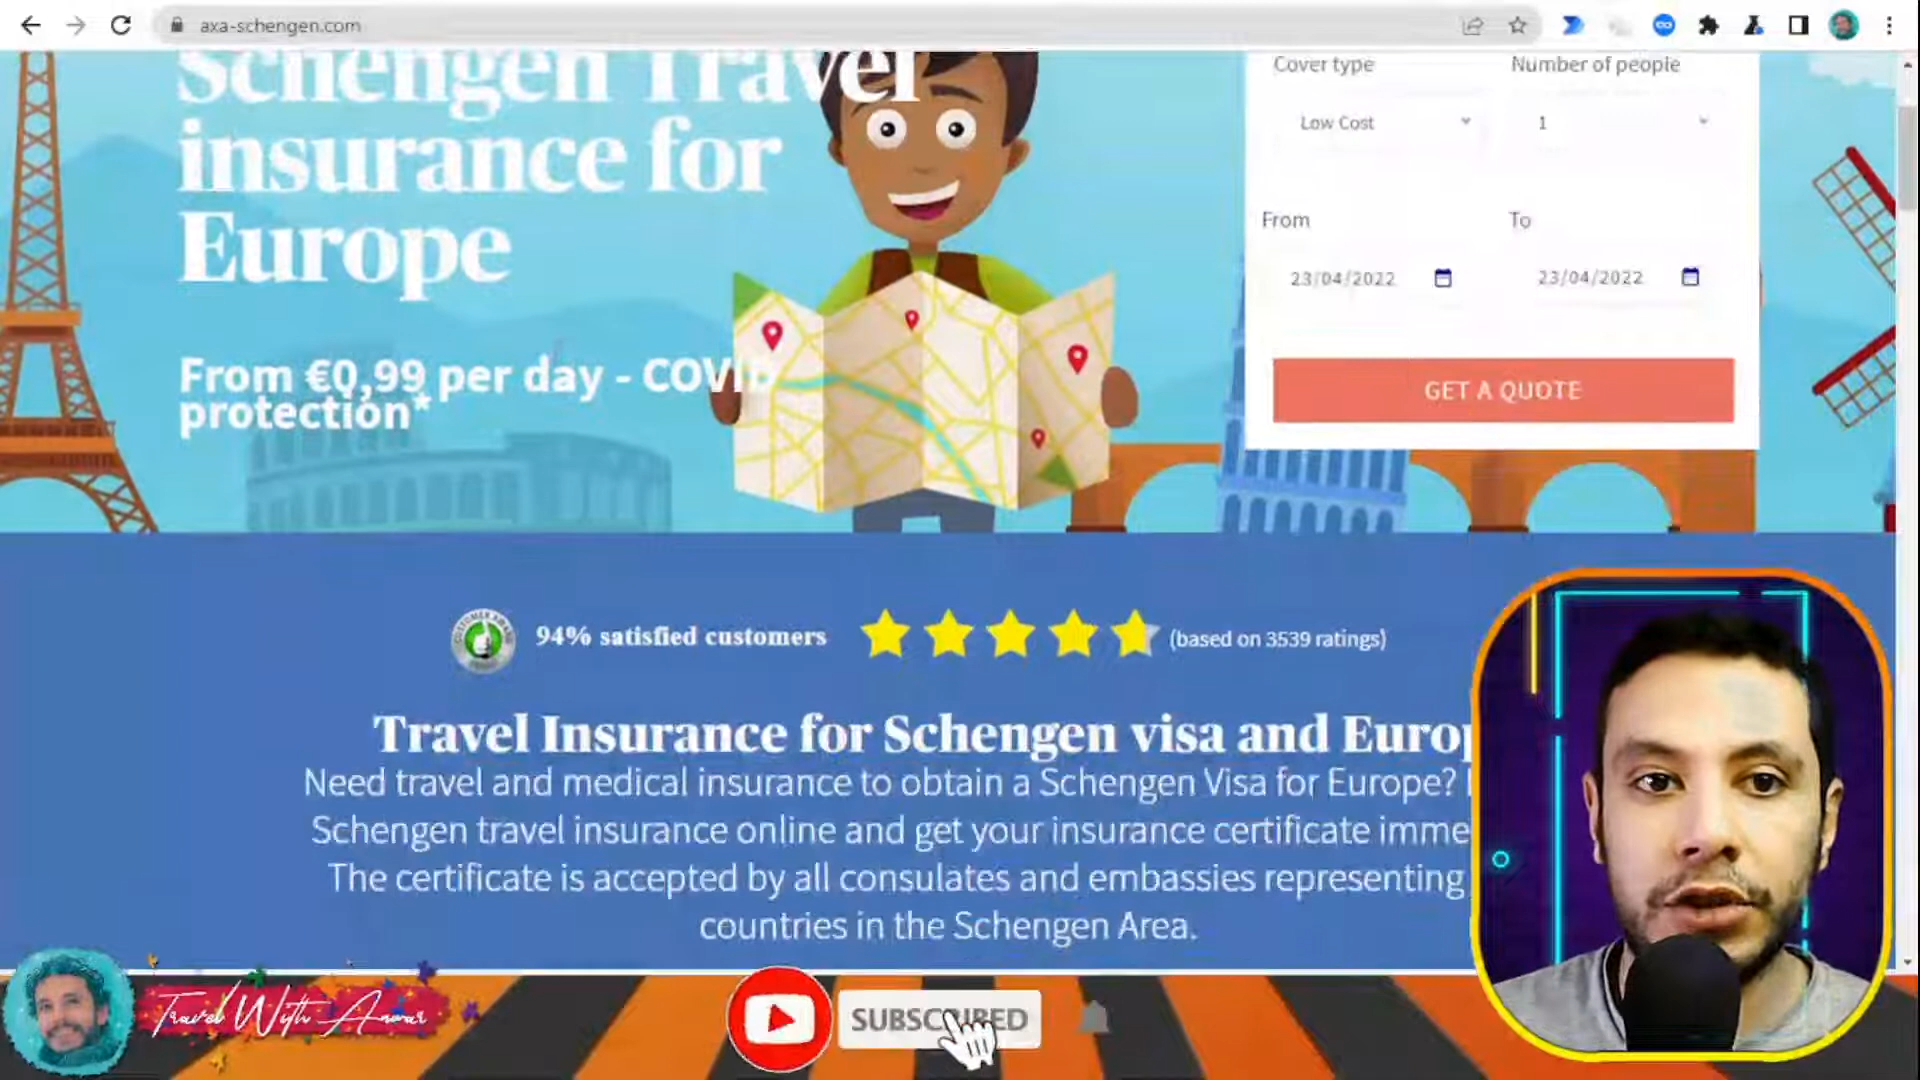 axa-schengen.com
Schengen Travel
insurance for
Europe
From €0,99 per day - COVID
protection*
Cover type
Number of people
Low Cost
1
From
To
23/04/2022
23/04/2022
GET A QUOTE
94% satisfied customers
(based on 3539 ratings)
Travel Insurance for Schengen visa and Europ
Need travel and medical insurance to obtain a Schengen Visa for Europe?
Schengen travel insurance online and get your insurance certificate imme
The certificate is accepted by all consulates and embassies representing
countries in the Schengen Area.
Travel With Anwar
SUBSCRIBED